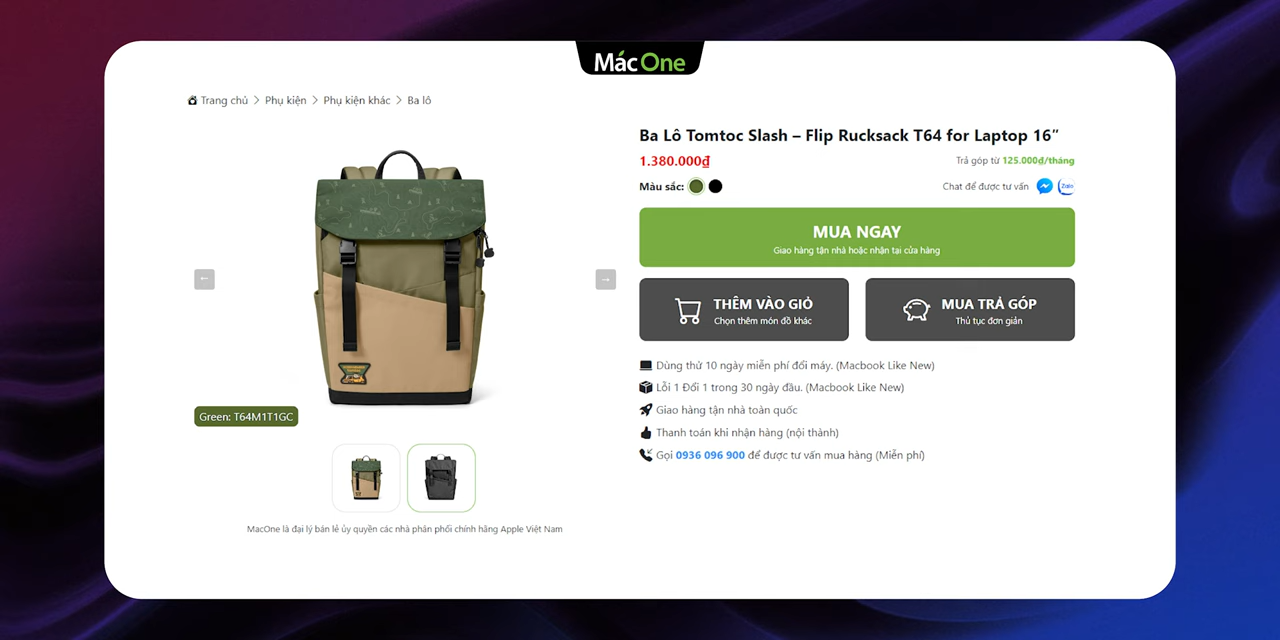 MácOne
Trang chủ > Phụ kiện > Phụ kiện khác > Ba lô
Ba Lô Tomtoc Slash – Flip Rucksack T64 for Laptop 16″
1.380.000₫
Trả góp từ 125.000₫/tháng
Màu sắc:
Chat để được tư vấn
Zalo
MUA NGAY
Giao hàng tận nhà hoặc nhận tại cửa hàng
THÊM VÀO GIỎ
Chọn thêm món đồ khác
MUA TRẢ GÓP
Thủ tục đơn giản
Dùng thử 10 ngày miễn phí đổi máy. (Macbook Like New)
Lỗi 1 Đổi 1 trong 30 ngày đầu. (Macbook Like New)
Giao hàng tận nhà toàn quốc
Thanh toán khi nhận hàng (nội thành)
Gọi 0936 096 900 để được tư vấn mua hàng (Miễn phí)
Green: T64M1T1GC
MacOne là đại lý bán lẻ ủy quyền các nhà phân phối chính hãng Apple Việt Nam